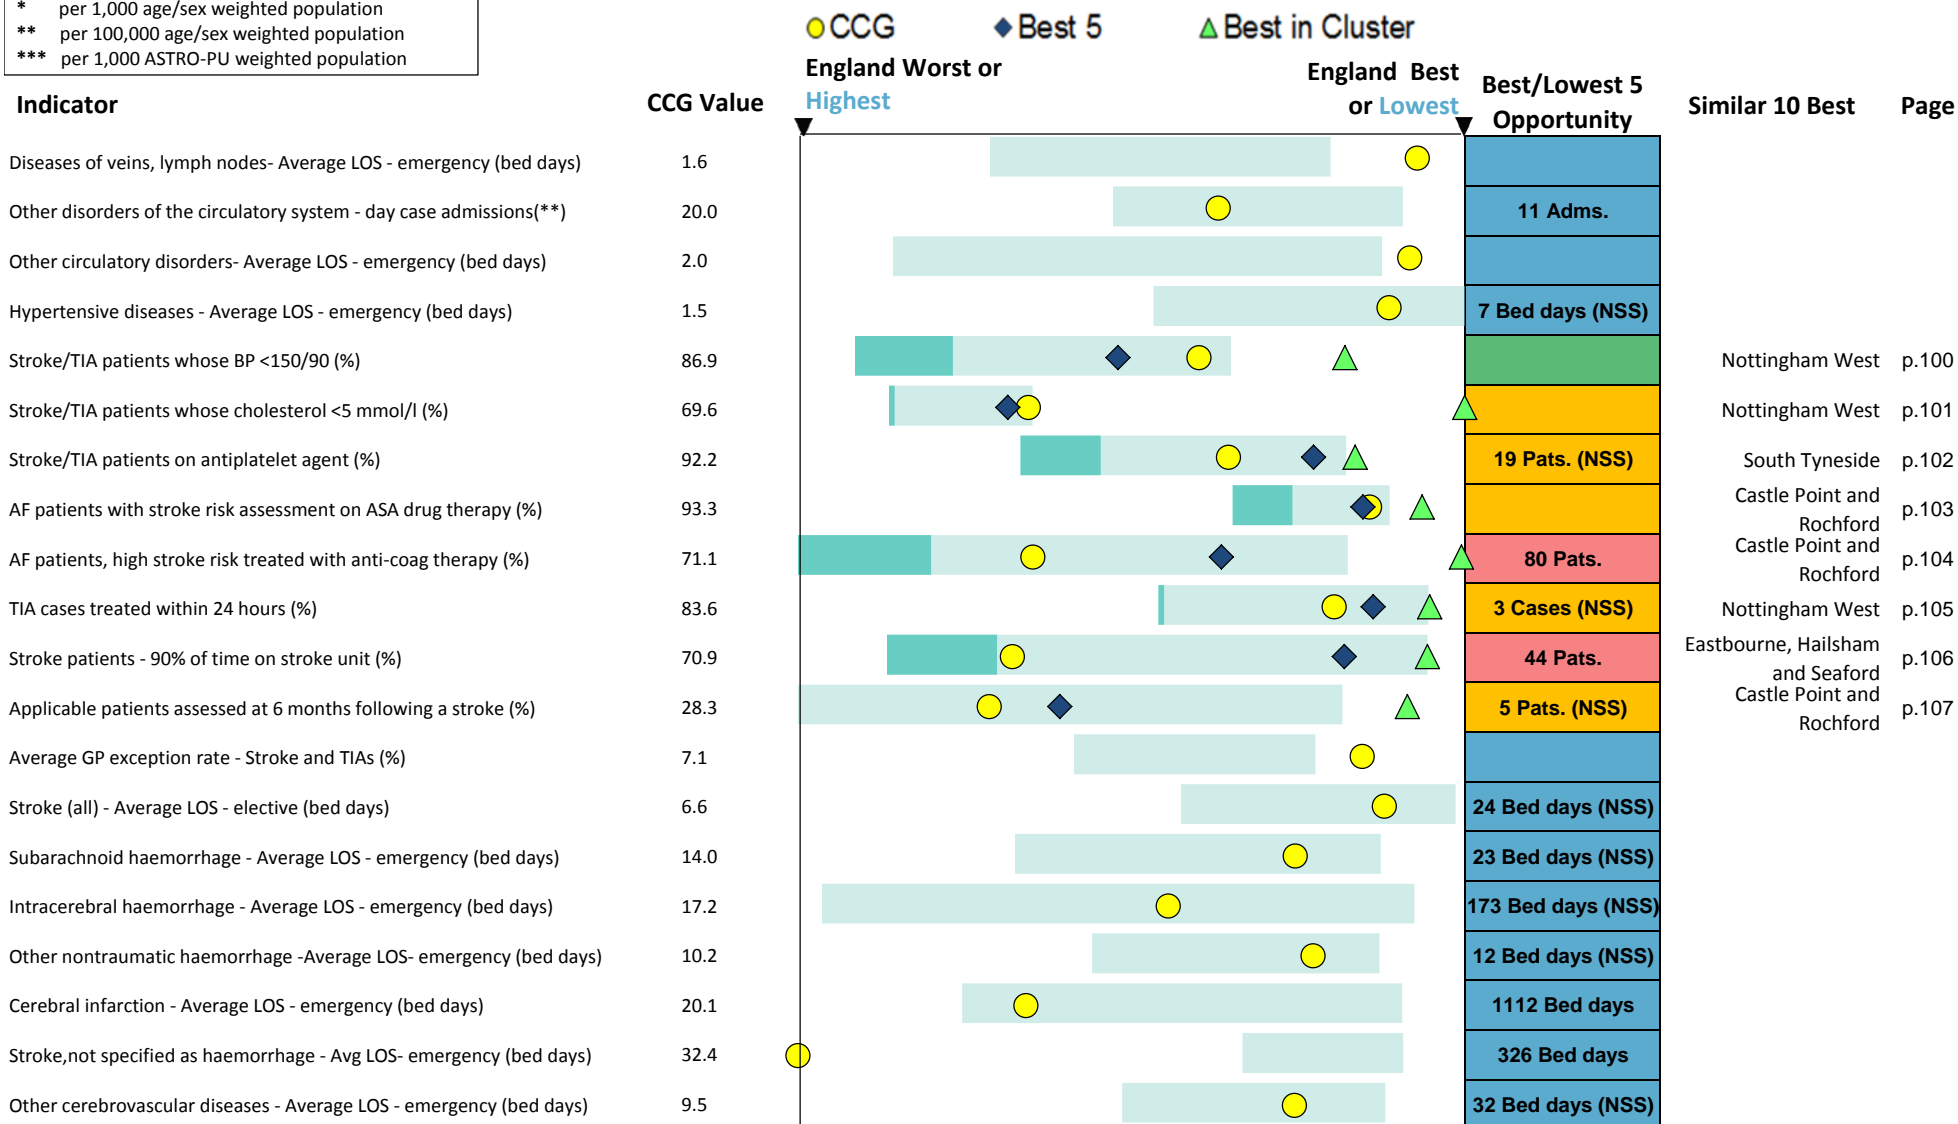 * per 1,000 age/sex weighted population
** per 100,000 age/sex weighted population
*** per 1,000 ASTRO-PU weighted population
CCG Best 5 Best in Cluster
Indicator CCG Value England Worst or Highest England Best or Lowest Best/Lowest 5 Opportunity Similar 10 Best Page
Diseases of veins, lymph nodes- Average LOS - emergency (bed days) 1.6
Other disorders of the circulatory system - day case admissions(**) 20.0 11 Adms.
Other circulatory disorders- Average LOS - emergency (bed days) 2.0
Hypertensive diseases - Average LOS - emergency (bed days) 1.5 7 Bed days (NSS)
Stroke/TIA patients whose BP <150/90 (%) 86.9 Nottingham West p.100
Stroke/TIA patients whose cholesterol <5 mmol/l (%) 69.6 Nottingham West p.101
Stroke/TIA patients on antiplatelet agent (%) 92.2 19 Pats. (NSS) South Tyneside p.102
AF patients with stroke risk assessment on ASA drug therapy (%) 93.3 Castle Point and Rochford p.103
AF patients, high stroke risk treated with anti-coag therapy (%) 71.1 80 Pats. Castle Point and Rochford p.104
TIA cases treated within 24 hours (%) 83.6 3 Cases (NSS) Nottingham West p.105
Stroke patients - 90% of time on stroke unit (%) 70.9 44 Pats. Eastbourne, Hailsham and Seaford p.106
Applicable patients assessed at 6 months following a stroke (%) 28.3 5 Pats. (NSS) Castle Point and Rochford p.107
Average GP exception rate - Stroke and TIAs (%) 7.1
Stroke (all) - Average LOS - elective (bed days) 6.6 24 Bed days (NSS)
Subarachnoid haemorrhage - Average LOS - emergency (bed days) 14.0 23 Bed days (NSS)
Intracerebral haemorrhage - Average LOS - emergency (bed days) 17.2 173 Bed days (NSS)
Other nontraumatic haemorrhage -Average LOS- emergency (bed days) 10.2 12 Bed days (NSS)
Cerebral infarction - Average LOS - emergency (bed days) 20.1 1112 Bed days
Stroke,not specified as haemorrhage - Avg LOS- emergency (bed days) 32.4 326 Bed days
Other cerebrovascular diseases - Average LOS - emergency (bed days) 9.5 32 Bed days (NSS)